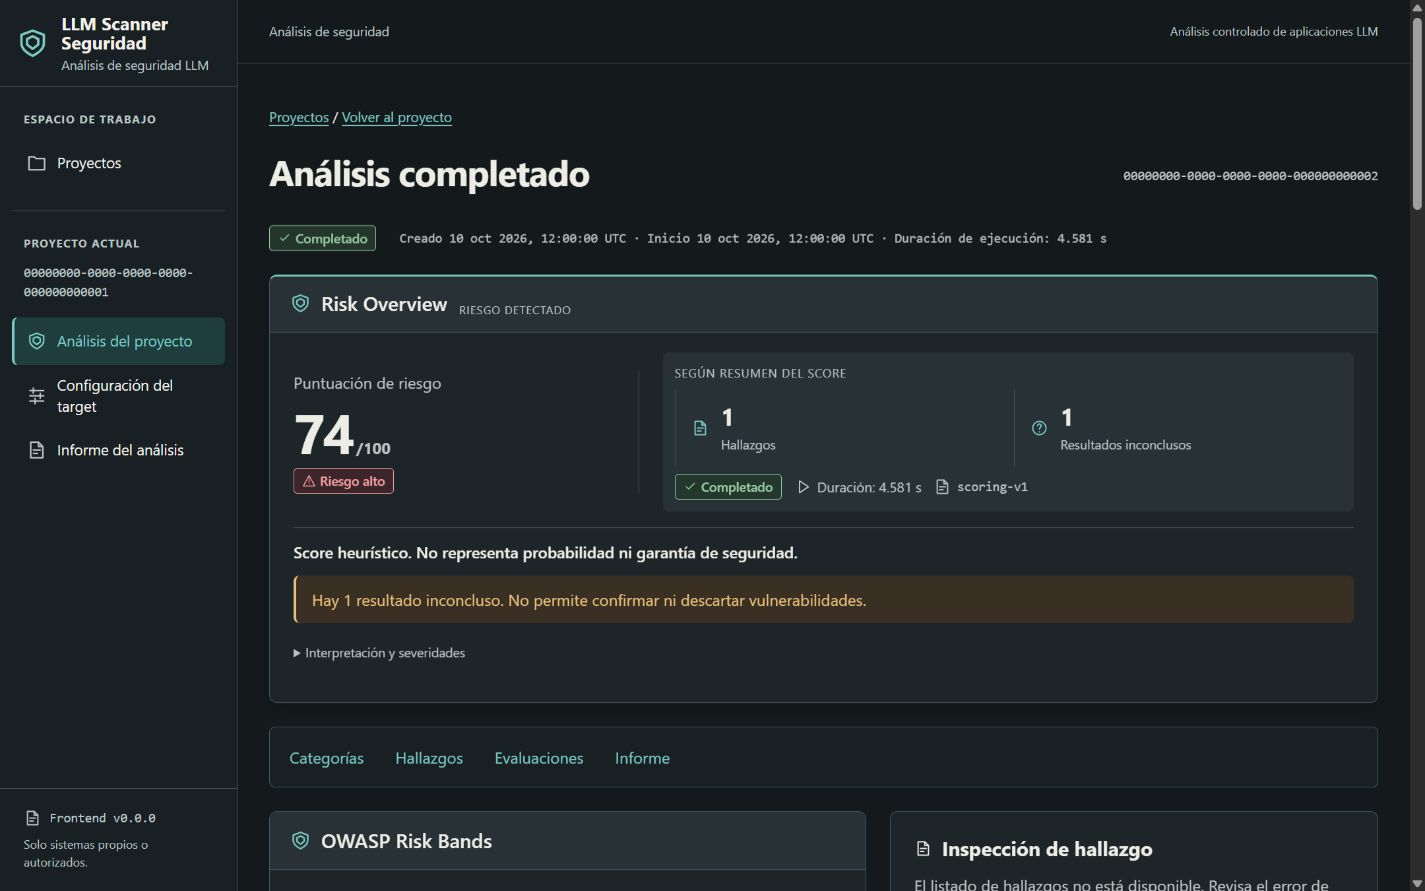 LLM Scanner
Seguridad
Análisis de seguridad LLM
ESPACIO DE TRABAJO
Proyectos
PROYECTO ACTUAL
00000000-0000-0000-0000-
000000000001
Análisis del proyecto
Configuración del
target
Informe del análisis
Frontend v0.0.0
Solo sistemas propios o
autorizados.
Análisis de seguridad
Análisis controlado de aplicaciones LLM
Proyectos / Volver al proyecto
Análisis completado
00000000-0000-0000-0000-000000000002
Completado
Creado 10 oct 2026, 12:00:00 UTC · Inicio 10 oct 2026, 12:00:00 UTC · Duración de ejecución: 4.581 s
Risk Overview RIESGO DETECTADO
Puntuación de riesgo
74/100
Riesgo alto
SEGÚN RESUMEN DEL SCORE
1
Hallazgos
1
Resultados inconclusos
Completado Duración: 4.581 s scoring-v1
Score heurístico. No representa probabilidad ni garantía de seguridad.
Hay 1 resultado inconcluso. No permite confirmar ni descartar vulnerabilidades.
Interpretación y severidades
Categorías Hallazgos Evaluaciones Informe
OWASP Risk Bands
Inspección de hallazgo
El listado de hallazgos no está disponible. Revisa el error de